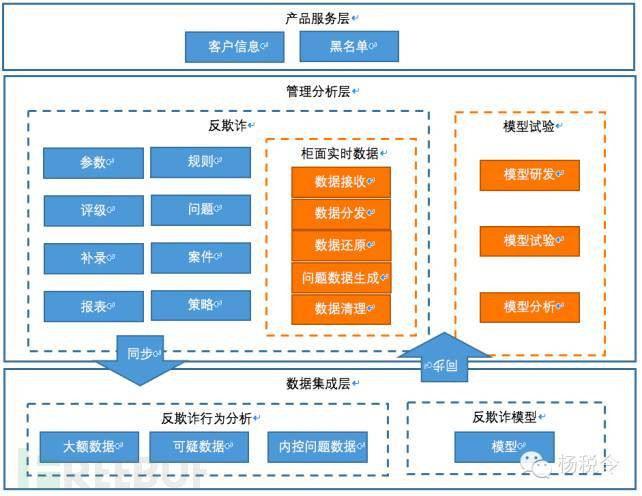 产品服务层
客户信息
黑名单
管理分析层
反欺诈
参数
规则
评级
问题
补录
案件
报表
策略
柜面实时数据
数据接收
数据分发
数据还原
问题数据生成
数据清理
模型试验
模型研发
模型试验
模型分析
同步
同步
数据集成层
反欺诈行为分析
大额数据
可疑数据
内控问题数据
反欺诈模型
模型
REEBUF
杨税令